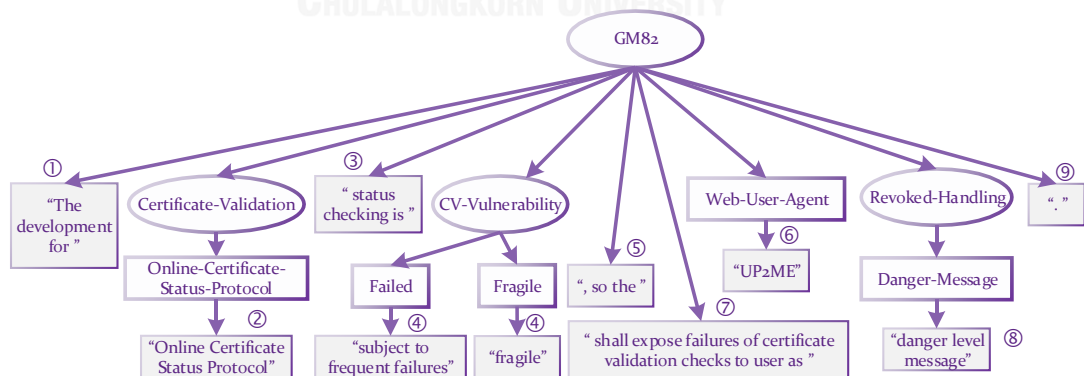 CHULALONGKORN UNIVERSITY
GM82
①
③
⑨
“The
development
for ”
Certificate-Validation
“ status
checking is ”
CV-Vulnerability
Web-User-Agent
Revoked-Handling
“. ”
⑤
⑥
Online-Certificate-
Status-Protocol
Failed
Fragile
“, so the ”
“UP2ME”
Danger-Message
②
④
④
⑦
“Online Certificate
Status Protocol”
“subject to
frequent failures”
“fragile”
“ shall expose failures of certificate
validation checks to user as ”
“danger level
message”
⑧